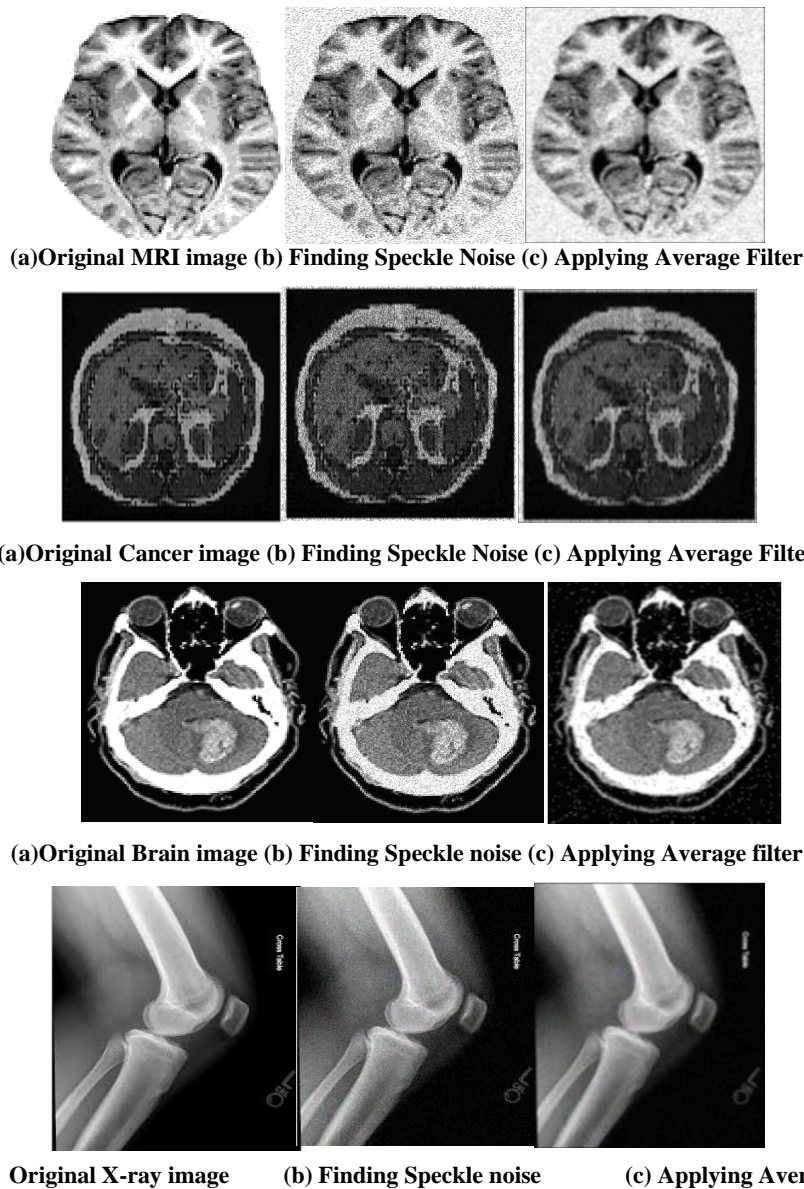 (a)Original MRI image (b) Finding Speckle Noise (c) Applying Average Filter
(a)Original Cancer image (b) Finding Speckle Noise (c) Applying Average Filte
(a)Original Brain image (b) Finding Speckle noise (c) Applying Average filter
Cross Table
Cross Table
Cross Table
Original X-ray image (b) Finding Speckle noise (c) Applying Aver